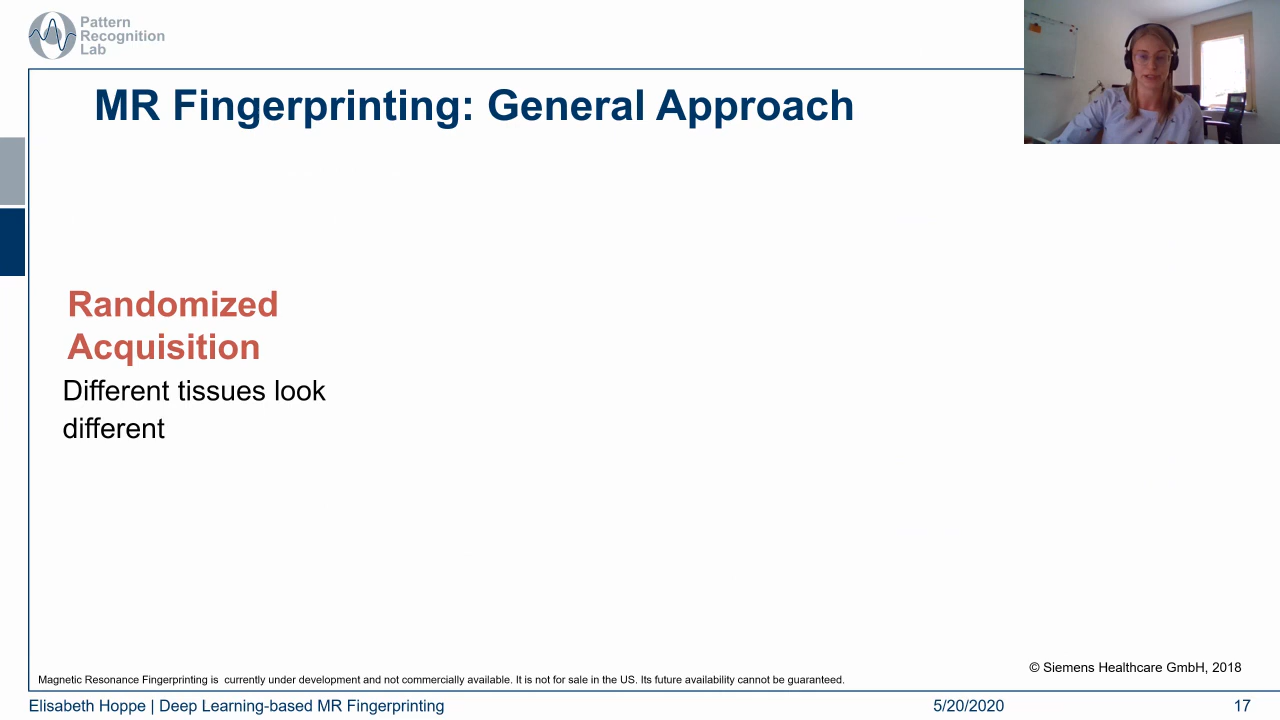 Pattern
Recognition
Lab
MR Fingerprinting: General Approach
Randomized
Acquisition
Different tissues look
different
© Siemens Healthcare GmbH, 2018
Magnetic Resonance Fingerprinting is currently under development and not commercially available. It is not for sale in the US. Its future availability cannot be guaranteed.
Elisabeth Hoppe | Deep Learning-based MR Fingerprinting
5/20/2020
17